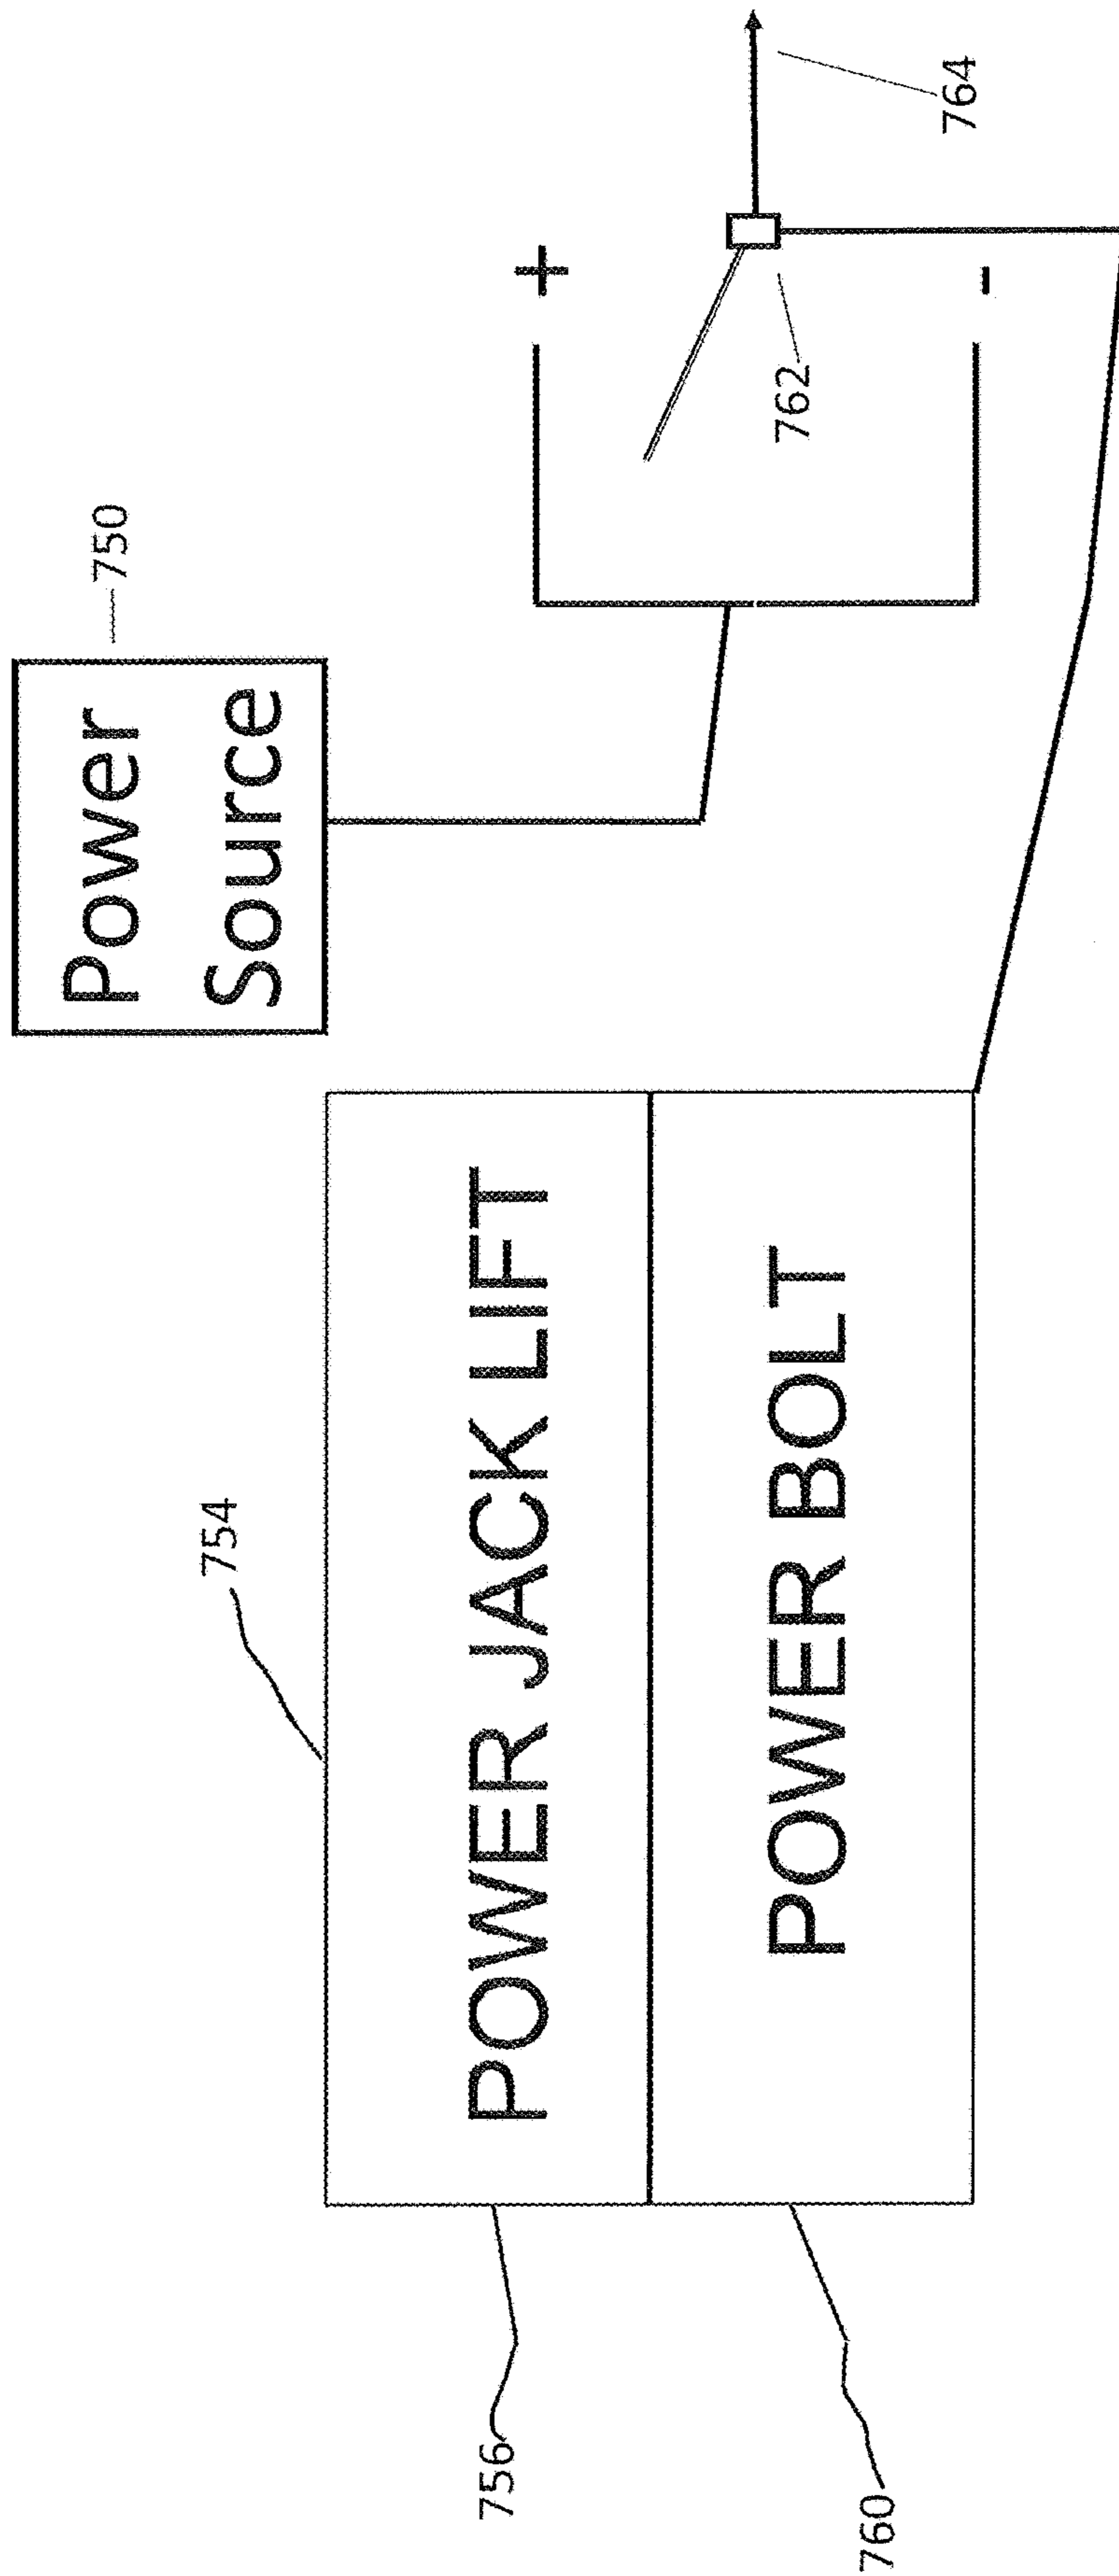 Power
Source
750
754
POWER JACK LIFT
756
POWER BOLT
760
+
-
762
764